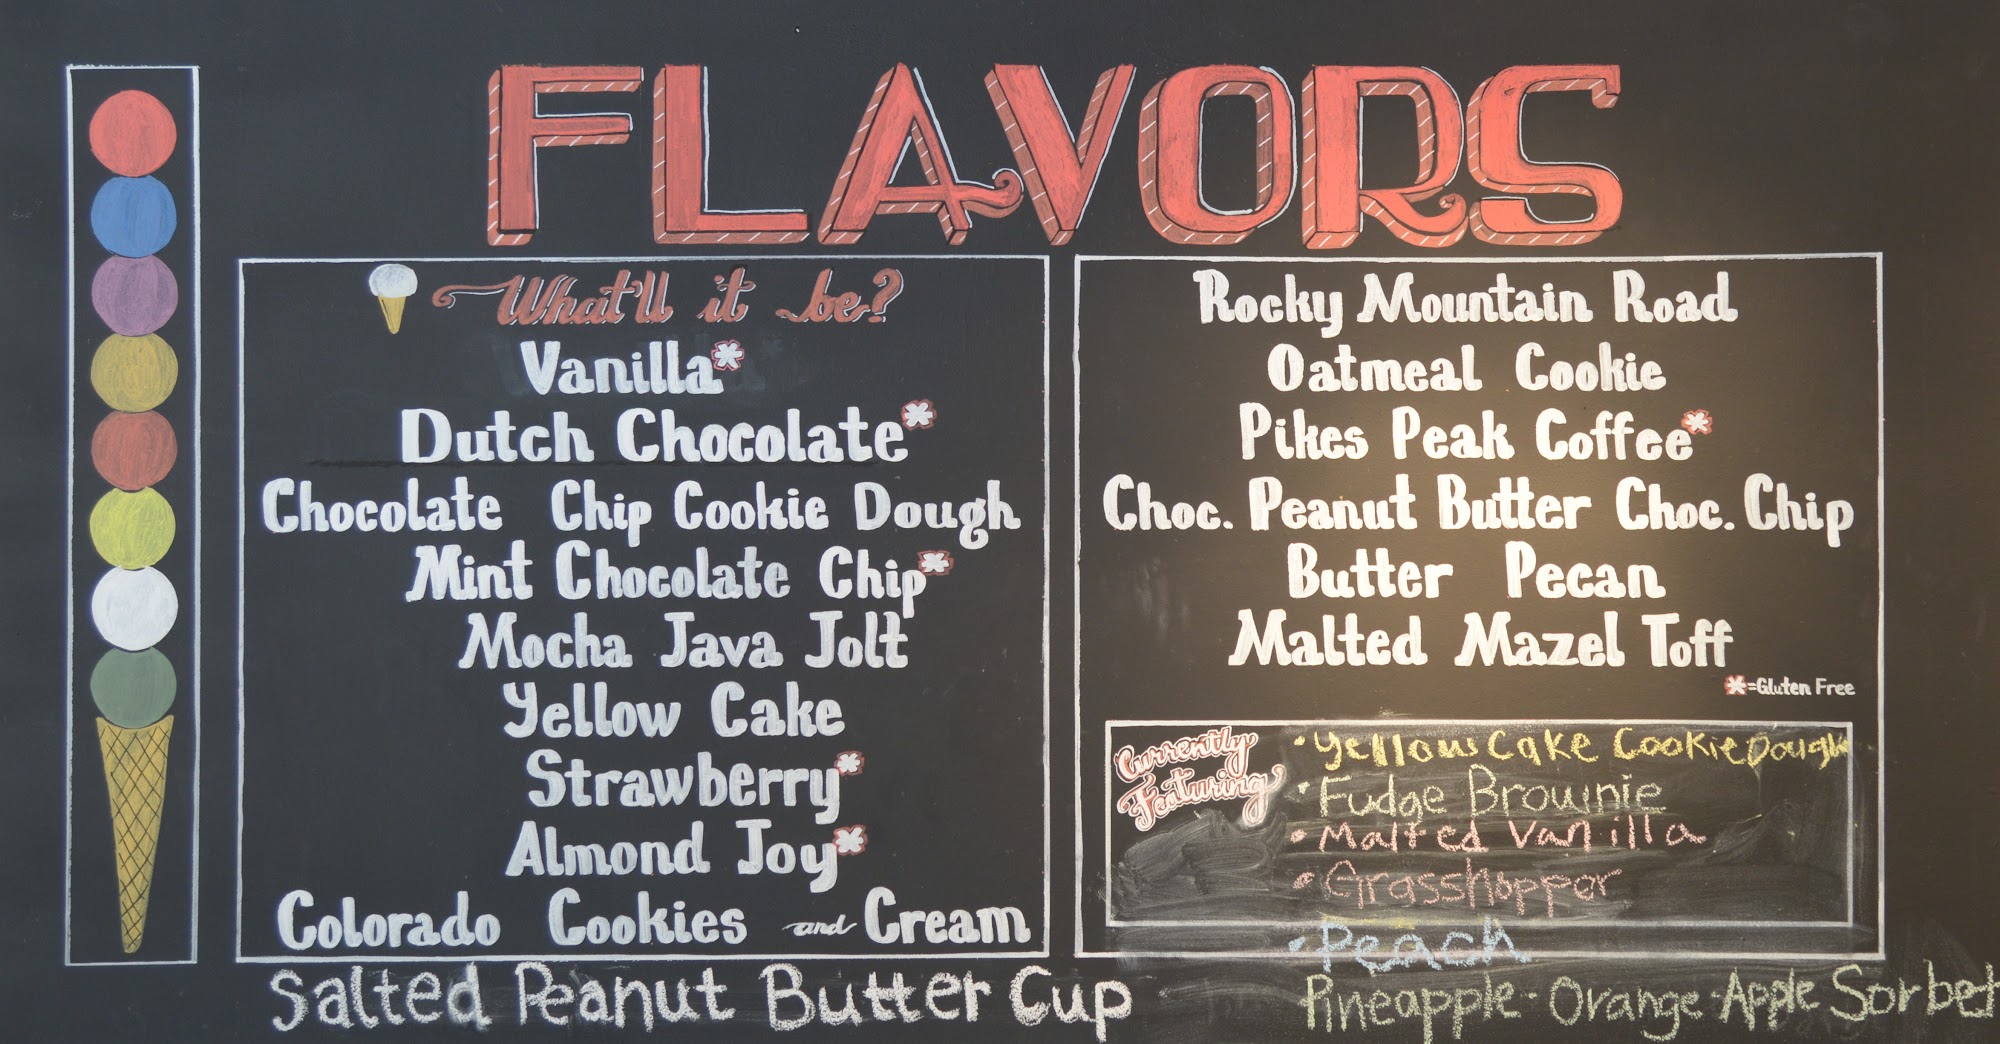 FLAVORS
What'll it be?
Vanilla*
Dutch Chocolate*
Chocolate Chip Cookie Dough
Mint Chocolate Chip*
Mocha Java Jolt
Yellow Cake
Strawberry*
Almond Joy*
Colorado Cookies and Cream
Salted Peanut Butter Cup
Rocky Mountain Road
Oatmeal Cookie
Pikes Peak Coffee*
Choc. Peanut Butter Choc. Chip
Butter Pecan
Malted Mazel Toff
*=Gluten Free
Currently
Featuring
• Yellow Cake Cookie Dough
• Fudge Brownie
• Malted Vanilla
• Grasshopper
• Peach
Pineapple-Orange-Apple Sorbet